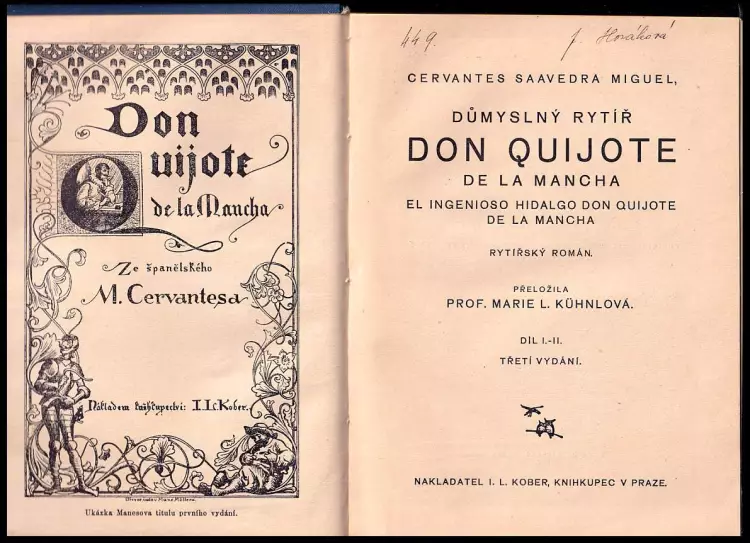 Don
Quijote
de la Mancha
Ze španělského
M. Cervantesa
Nákladem knihkupectví: I. L. Kober.
Ukázka Manesova titulu prvního vydání.
449.
J. Horáková
CERVANTES SAAVEDRA MIGUEL,
DŮMYSLNÝ RYTÍŘ
DON QUIJOTE
DE LA MANCHA
EL INGENIOSO HIDALGO DON QUIJOTE
DE LA MANCHA
RYTÍŘSKÝ ROMÁN.
PŘELOŽILA
PROF. MARIE L. KÜHNLOVÁ.
DÍL I.-II.
TŘETÍ VYDÁNÍ.
NAKLADATEL I. L. KOBER, KNIHKUPEC V PRAZE.